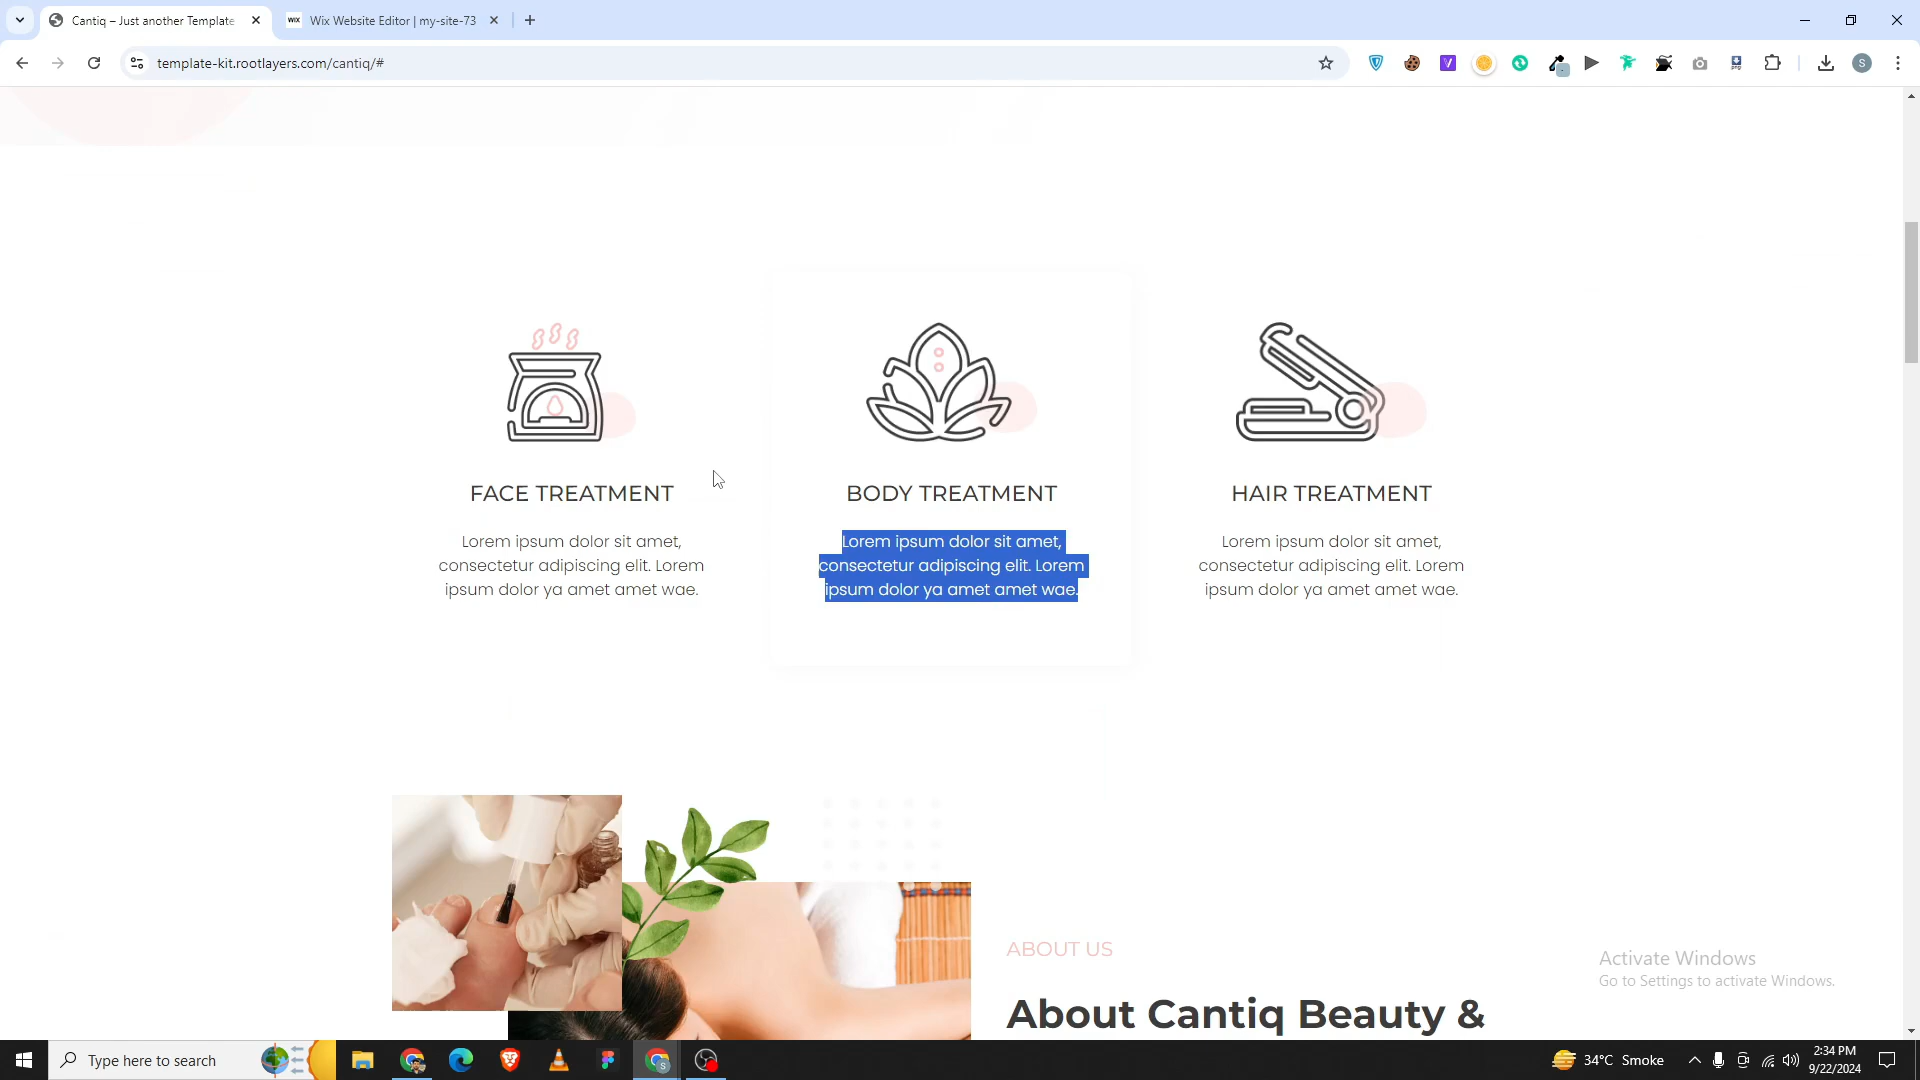 Cantiq – Just another Template
WIX
Wix Website Editor | my-site-73
template-kit.rootlayers.com/cantiq/#
S
FACE TREATMENT
Lorem ipsum dolor sit amet,
consectetur adipiscing elit. Lorem
ipsum dolor ya amet amet wae.
BODY TREATMENT
Lorem ipsum dolor sit amet,
consectetur adipiscing elit. Lorem
ipsum dolor ya amet amet wae.
HAIR TREATMENT
Lorem ipsum dolor sit amet,
consectetur adipiscing elit. Lorem
ipsum dolor ya amet amet wae.
ABOUT US
About Cantiq Beauty &
Activate Windows
Go to Settings to activate Windows.
Type here to search
34°C Smoke
2:34 PM
9/22/2024